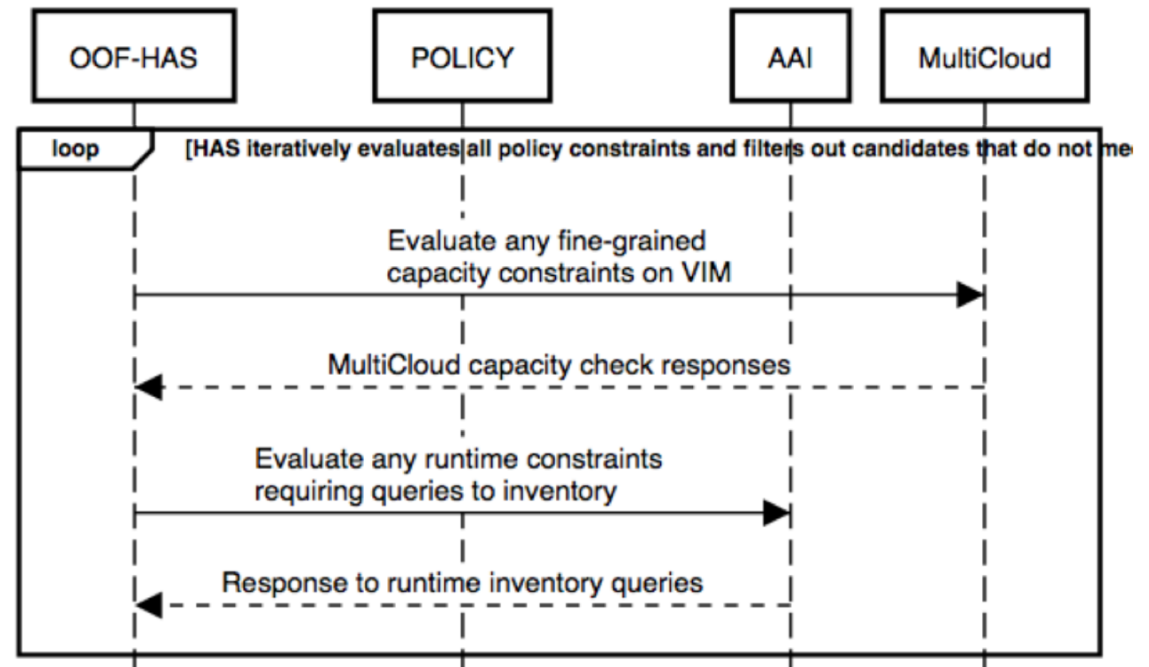 OOF-HAS POLICY AAI MultiCloud
loop [HAS iteratively evaluates all policy constraints and filters out candidates that do not
Evaluate any fine-grained
capacity constraints on VIM
MultiCloud capacity check responses
Evaluate any runtime constraints
requiring queries to inventory
Response to runtime inventory queries